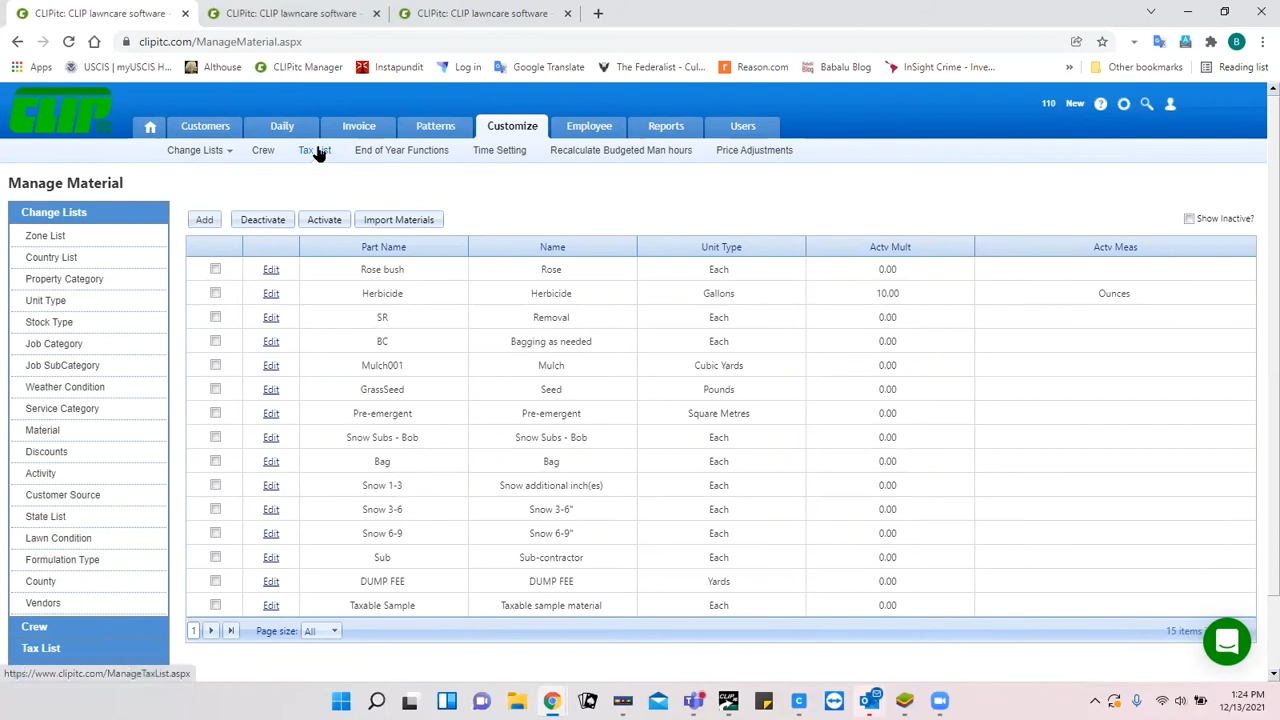 CLIPitc: CLIP lawncare software -
CLIPitc: CLIP lawncare software -
CLIPitc: CLIP lawncare software -
clipitc.com/ManageMaterial.aspx
B
Apps
USCIS | myUSCIS H...
Althouse
CLIPitc Manager
Instapundit
Log in
Google Translate
The Federalist - Cul...
Reason.com
Babalu Blog
InSight Crime - Inve...
Other bookmarks
Reading list
CLIP
110 New
Customers
Daily
Invoice
Patterns
Customize
Employee
Reports
Users
Change Lists
Crew
Tax List
End of Year Functions
Time Setting
Recalculate Budgeted Man hours
Price Adjustments
Manage Material
Change Lists
Zone List
Country List
Property Category
Unit Type
Stock Type
Job Category
Job SubCategory
Weather Condition
Service Category
Material
Discounts
Activity
Customer Source
State List
Lawn Condition
Formulation Type
County
Vendors
Crew
Tax List
Add
Deactivate
Activate
Import Materials
Show Inactive?
Part Name Name Unit Type Actv Mult Actv Meas
Edit Rose bush Rose Each 0.00
Edit Herbicide Herbicide Gallons 10.00 Ounces
Edit SR Removal Each 0.00
Edit BC Bagging as needed Each 0.00
Edit Mulch001 Mulch Cubic Yards 0.00
Edit GrassSeed Seed Pounds 0.00
Edit Pre-emergent Pre-emergent Square Metres 0.00
Edit Snow Subs - Bob Snow Subs - Bob Each 0.00
Edit Bag Bag Each 0.00
Edit Snow 1-3 Snow additional inch(es) Each 0.00
Edit Snow 3-6 Snow 3-6" Each 0.00
Edit Snow 6-9 Snow 6-9" Each 0.00
Edit Sub Sub-contractor Each 0.00
Edit DUMP FEE DUMP FEE Yards 0.00
Edit Taxable Sample Taxable sample material Each 0.00
1 Page size: All 15 items
https://www.clipitc.com/ManageTaxList.aspx
1:24 PM
12/13/2021